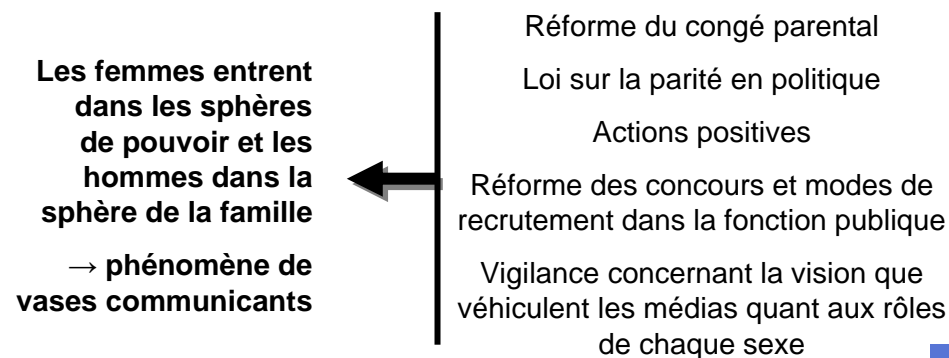 Les femmes entrent
dans les sphères
de pouvoir et les
hommes dans la
sphère de la famille
→ phénomène de
vases communicants
Réforme du congé parental
Loi sur la parité en politique
Actions positives
Réforme des concours et modes de
recrutement dans la fonction publique
Vigilance concernant la vision que
véhiculent les médias quant aux rôles
de chaque sexe